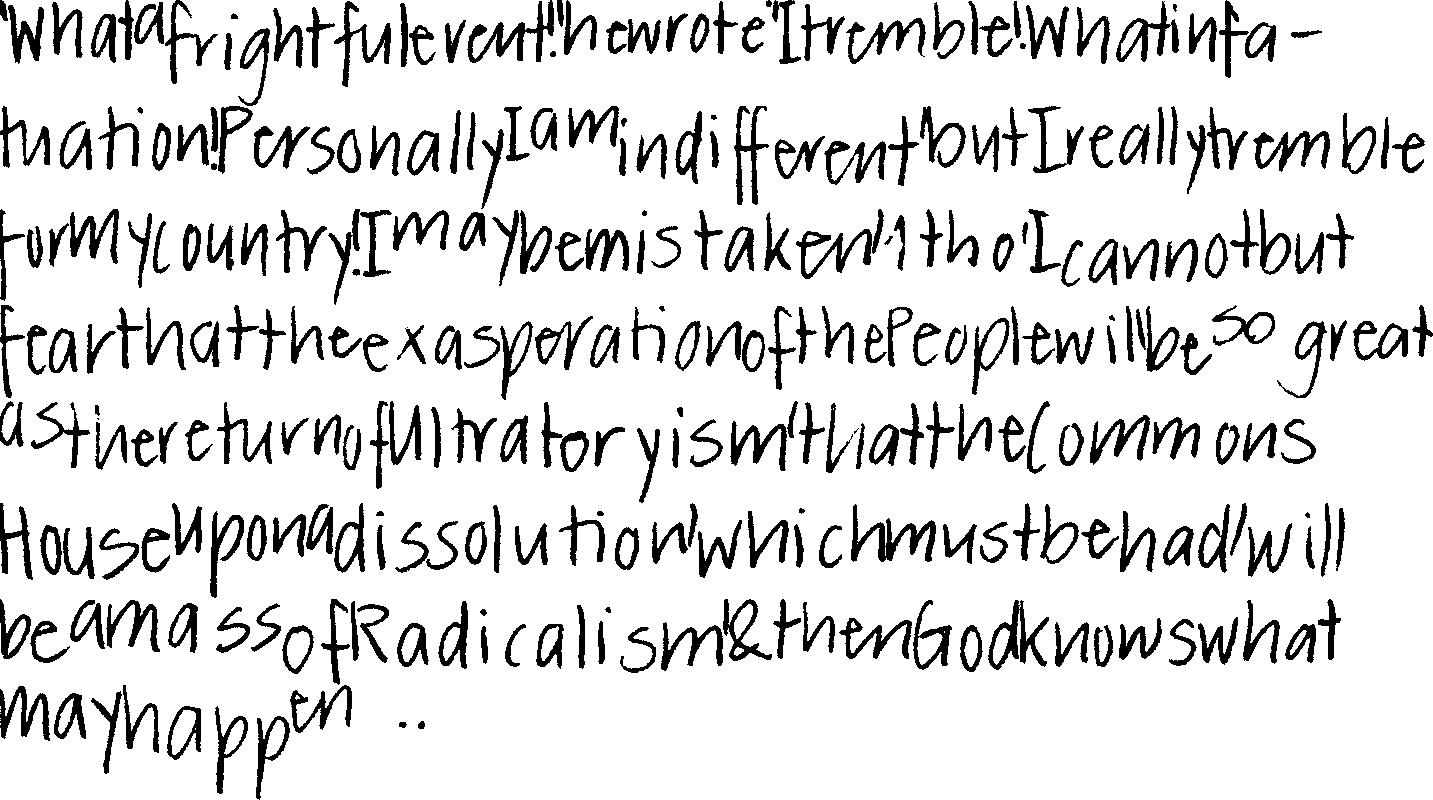 'What a frightful event!' he wrote 'I tremble! What infa-
tuation! Personally I am indifferent, but I really tremble
for my country! I may be mistaken, tho' I cannot but
fear that the exasperation of the People will be so great
as the return of Ultratoryism, that the Commons
House upon a dissolution, which must be had, will
be a mass of Radicalism, & then God knows what
may happen ..